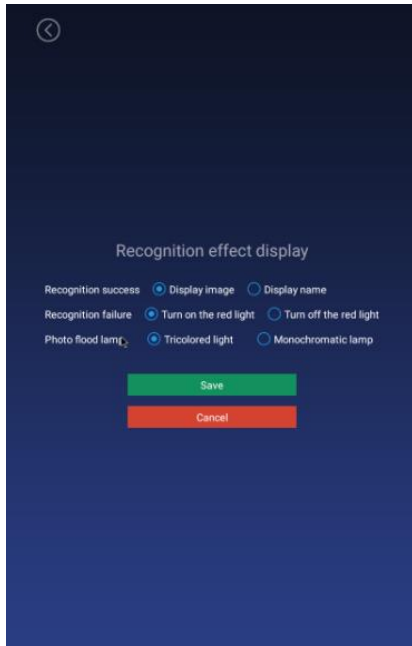 Recognition effect display
Recognition success Display image Display name
Recognition failure Turn on the red light Turn off the red light
Photo flood lamp Tricolored light Monochromatic lamp
Save
Cancel